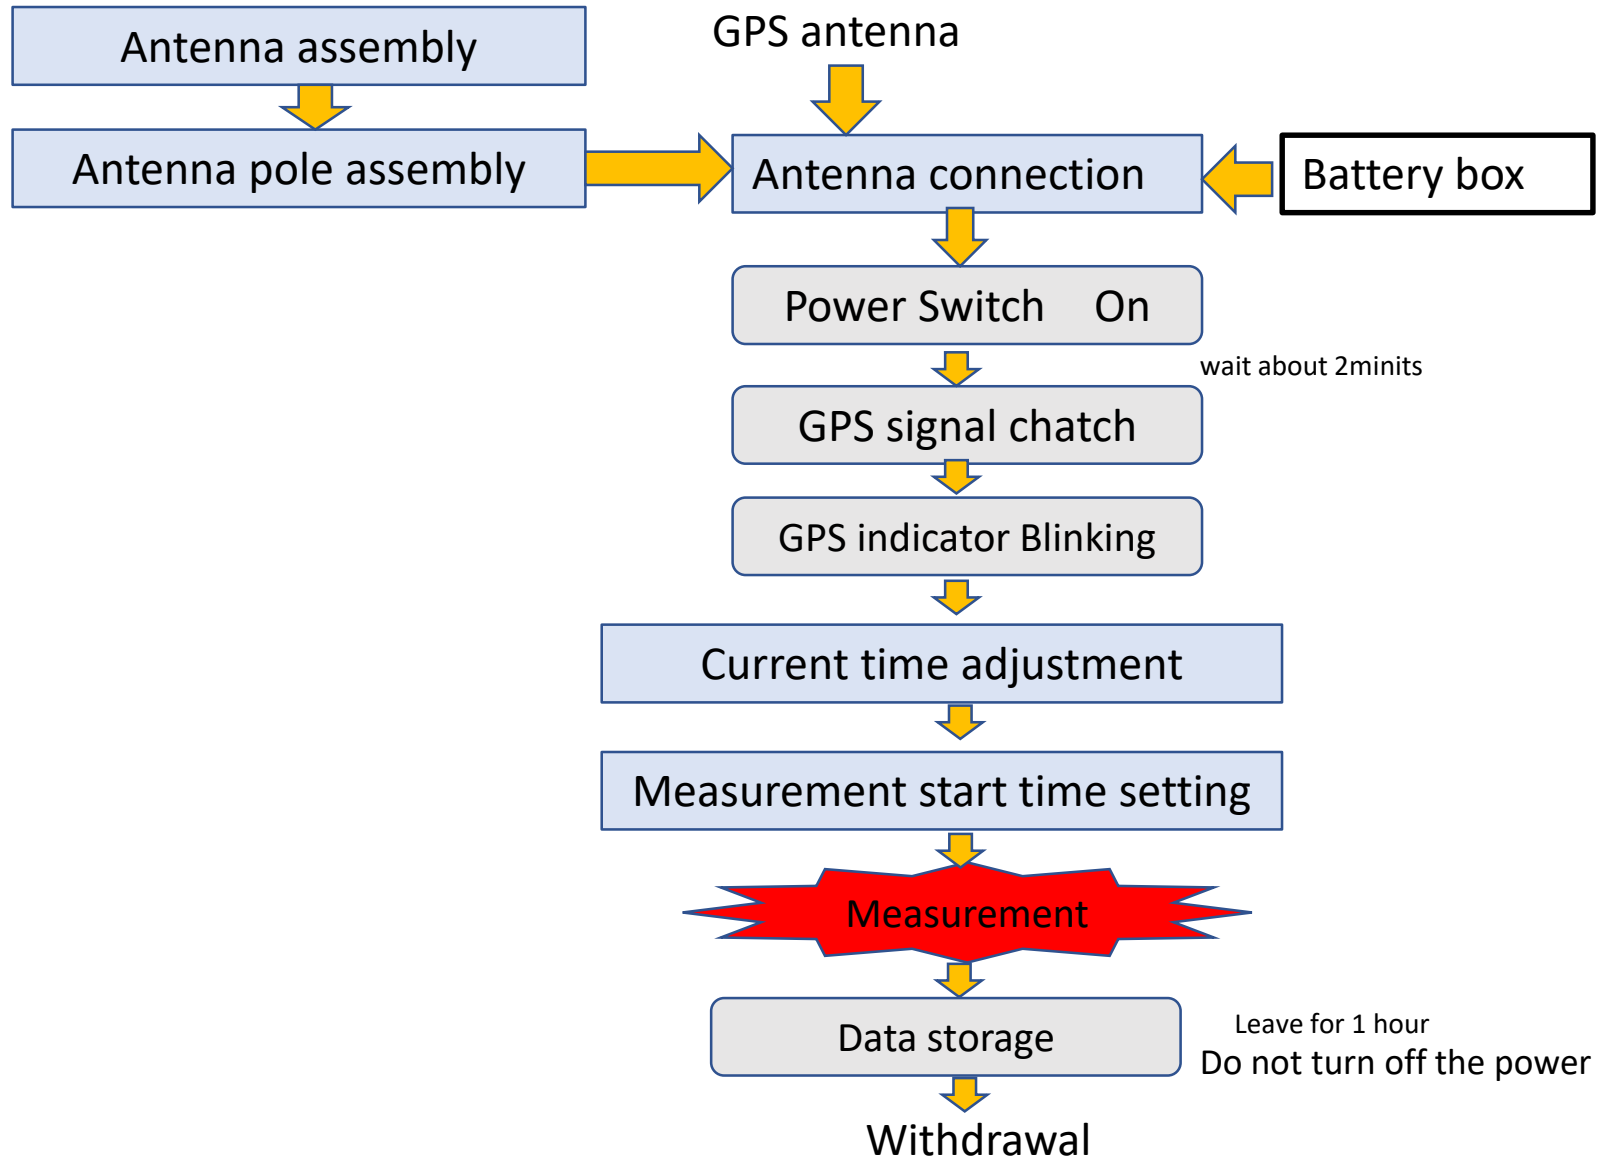 Antenna assembly
GPS antenna
Antenna pole assembly
Antenna connection
Battery box
Power Switch On
wait about 2minits
GPS signal chatch
GPS indicator Blinking
Current time adjustment
Measurement start time setting
Measurement
Data storage
Leave for 1 hour
Do not turn off the power
Withdrawal